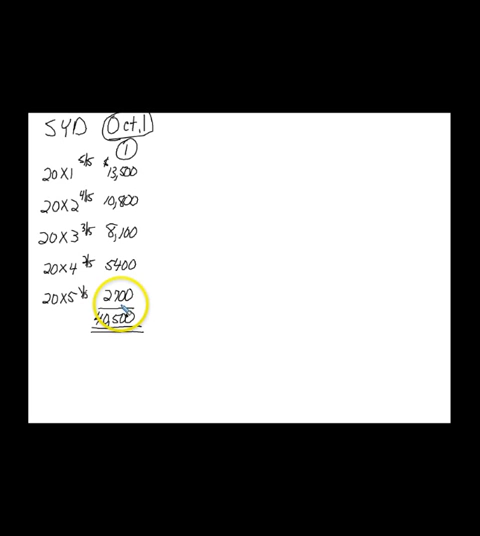 SYD Oct.1
1
20X1 5/15 $13,500
20X2 4/15 10,800
20X3 3/15 8,100
20X4 2/15 5400
20X5 1/15 2700
40,500